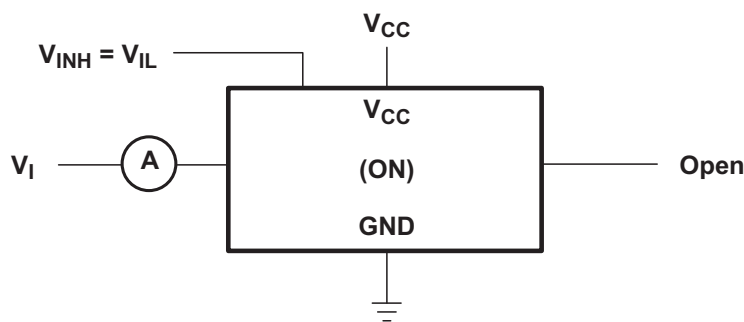 VCC
VINH = VIL
VCC
VI
A
(ON)
Open
GND